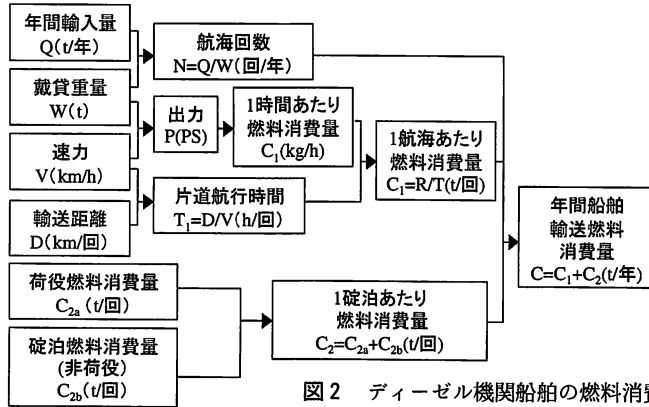 年間輸入量
Q(t/年)
戴貸重量
W(t)
速力
V(km/h)
輸送距離
D(km/回)
航海回数
N=Q/W(回/年)
出力
P(PS)
1時間あたり
燃料消費量
C₁(kg/h)
片道航行時間
T₁=D/V(h/回)
1航海あたり
燃料消費量
C₁=R/T(t/回)
荷役燃料消費量
C₂ₐ(t/回)
碇泊燃料消費量
(非荷役)
C₂b(t/回)
1碇泊あたり
燃料消費量
C₂=C₂ₐ+C₂b(t/回)
年間船舶
輸送燃料
消費量
C=C₁+C₂(t/年)
図2 ディーゼル機関船舶の燃料消費